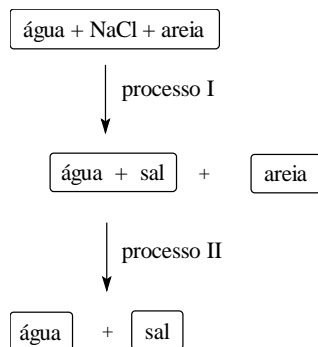 água + NaCl + areia
processo I
água + sal + areia
processo II
água + sal